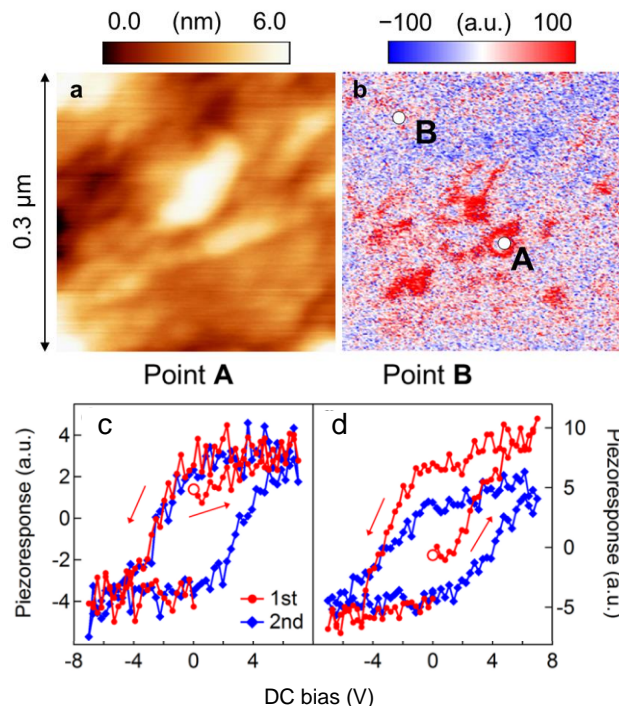 0.0 (nm) 6.0
−100 (a.u.) 100
a
b
B
A
0.3 μm
Point A
Point B
c
d
Piezoresponse (a.u.)
4
2
0
-2
-4
10
5
0
-5
Piezoresponse (a.u.)
1st
2nd
-8 -4 0 4
-4 0 4 8
DC bias (V)